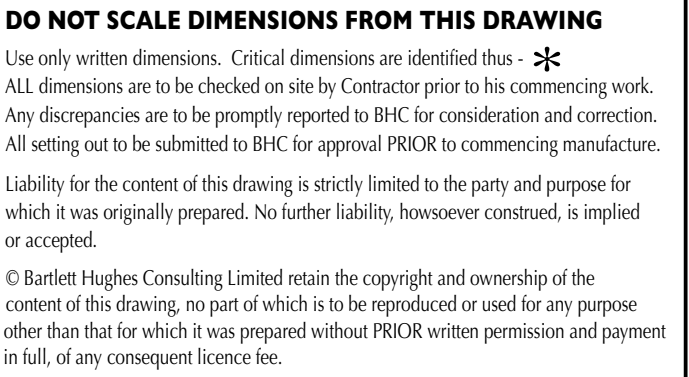 DO NOT SCALE DIMENSIONS FROM THIS DRAWING
Use only written dimensions. Critical dimensions are identified thus - *
ALL dimensions are to be checked on site by Contractor prior to his commencing work.
Any discrepancies are to be promptly reported to BHC for consideration and correction.
All setting out to be submitted to BHC for approval PRIOR to commencing manufacture.
Liability for the content of this drawing is strictly limited to the party and purpose for
which it was originally prepared. No further liability, howsoever construed, is implied
or accepted.
© Bartlett Hughes Consulting Limited retain the copyright and ownership of the
content of this drawing, no part of which is to be reproduced or used for any purpose
other than that for which it was prepared without PRIOR written permission and payment
in full, of any consequent licence fee.